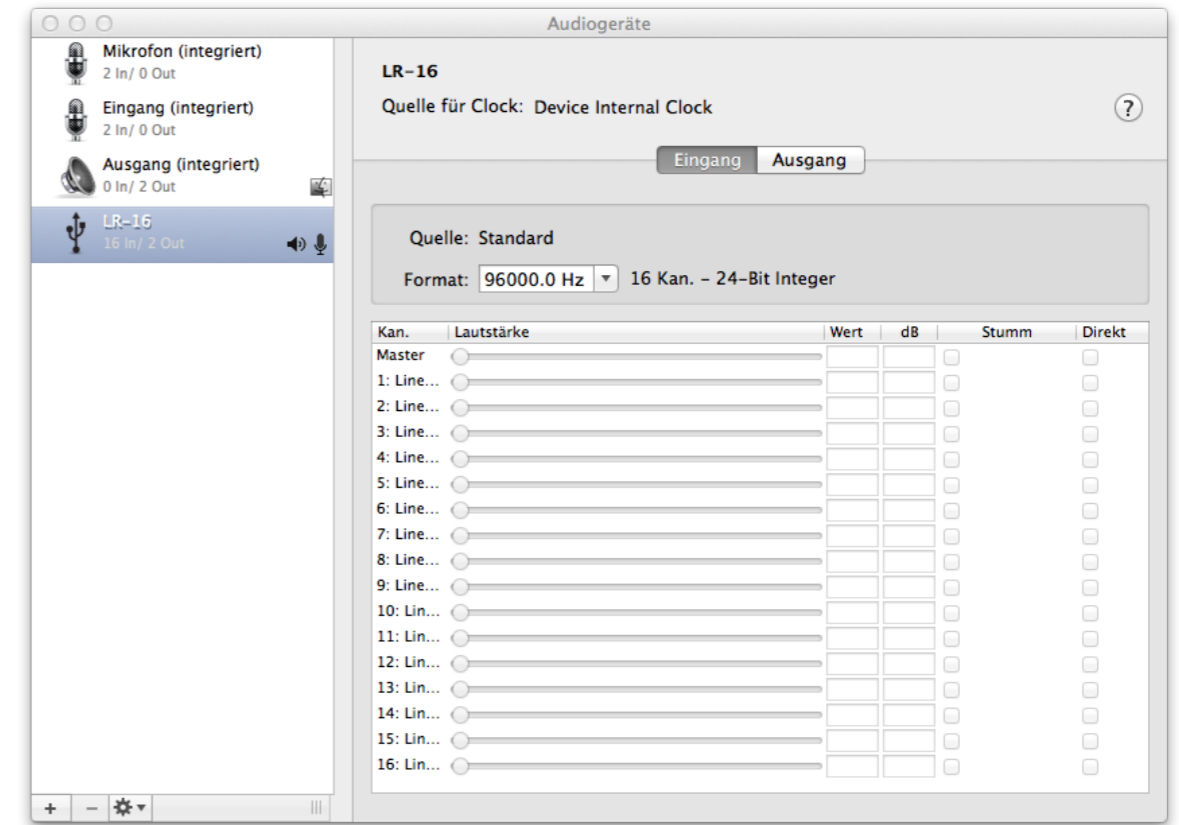 Audiogeräte
Mikrofon (integriert)
2 In/ 0 Out
Eingang (integriert)
2 In/ 0 Out
Ausgang (integriert)
0 In/ 2 Out
LR-16
16 In/ 2 Out
LR-16
Quelle für Clock: Device Internal Clock
?
Eingang Ausgang
Quelle: Standard
Format: 96000.0 Hz 16 Kan. - 24-Bit Integer
Kan. Lautstärke Wert dB Stumm Direkt
Master
1: Line...
2: Line...
3: Line...
4: Line...
5: Line...
6: Line...
7: Line...
8: Line...
9: Line...
10: Lin...
11: Lin...
12: Lin...
13: Lin...
14: Lin...
15: Lin...
16: Lin...
+ −